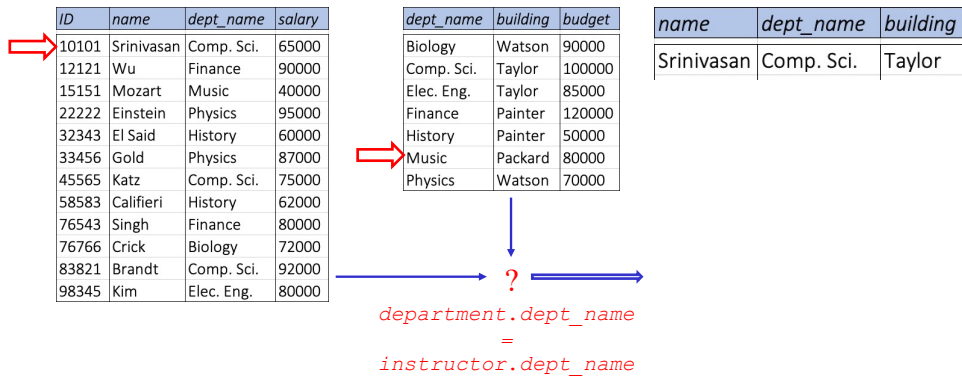 ID name dept_name salary
10101 Srinivasan Comp. Sci. 65000
12121 Wu Finance 90000
15151 Mozart Music 40000
22222 Einstein Physics 95000
32343 El Said History 60000
33456 Gold Physics 87000
45565 Katz Comp. Sci. 75000
58583 Califieri History 62000
76543 Singh Finance 80000
76766 Crick Biology 72000
83821 Brandt Comp. Sci. 92000
98345 Kim Elec. Eng. 80000
dept_name building budget
Biology Watson 90000
Comp. Sci. Taylor 100000
Elec. Eng. Taylor 85000
Finance Painter 120000
History Painter 50000
Music Packard 80000
Physics Watson 70000
name dept_name building
Srinivasan Comp. Sci. Taylor
?
department.dept_name
=
instructor.dept_name